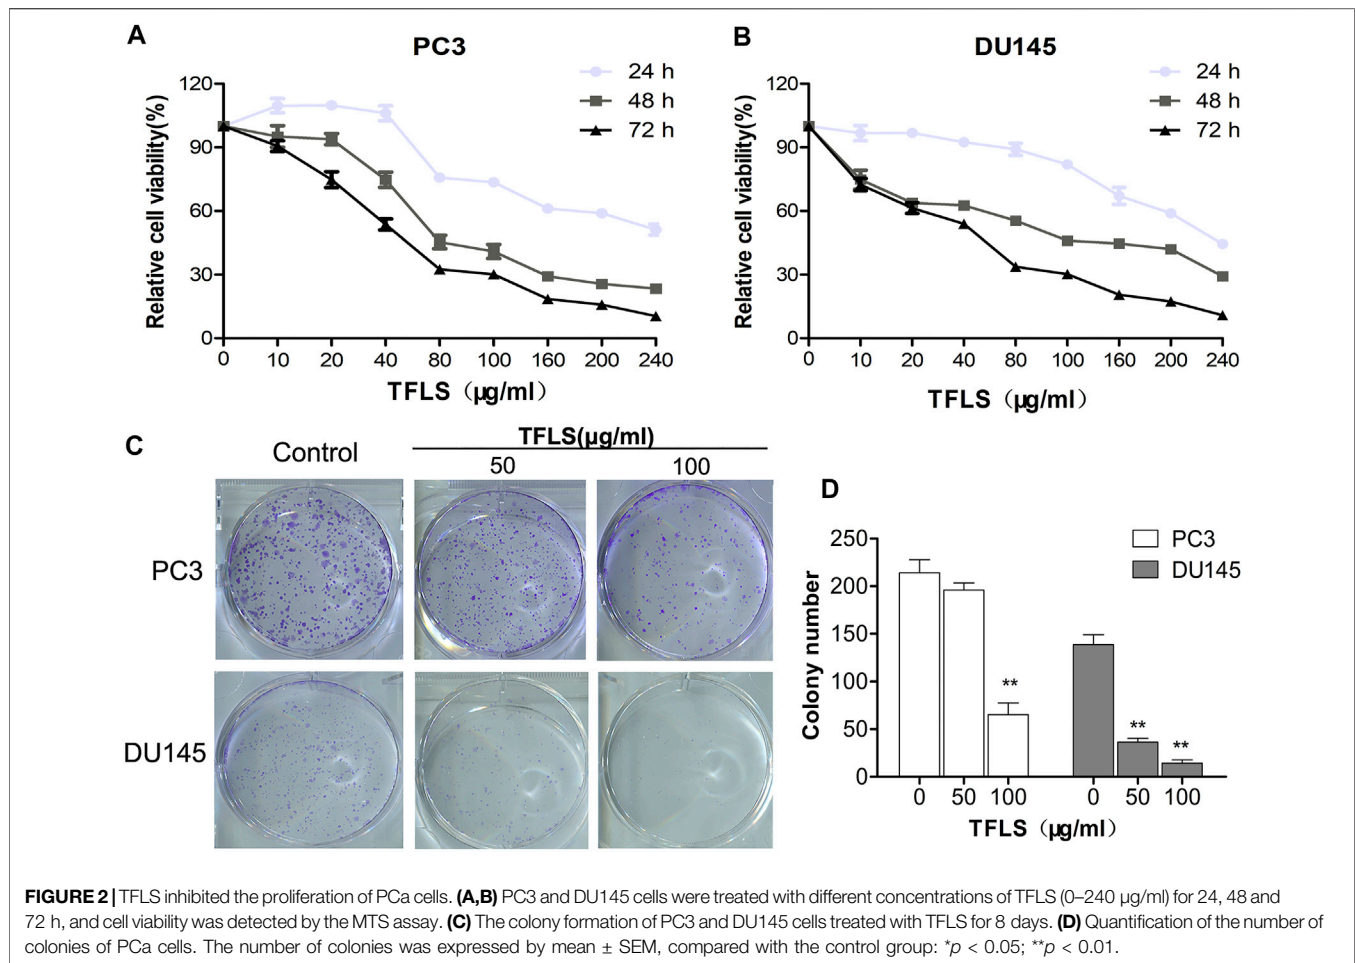 A
PC3
24 h
48 h
72 h
Relative cell viability(%)
120
90
60
30
0
0 10 20 40 80 100 160 200 240
TFLS（µg/ml）
B
DU145
24 h
48 h
72 h
Relative cell viability(%)
120
90
60
30
0
0 10 20 40 80 100 160 200 240
TFLS（µg/ml）
C
TFLS(µg/ml)
Control 50 100
PC3
DU145
D
PC3
DU145
Colony number
250
200
150
100
50
0
**
**
**
0 50 100 0 50 100
TFLS（µg/ml）
FIGURE 2 | TFLS inhibited the proliferation of PCa cells. (A,B) PC3 and DU145 cells were treated with different concentrations of TFLS (0–240 µg/ml) for 24, 48 and
72 h, and cell viability was detected by the MTS assay. (C) The colony formation of PC3 and DU145 cells treated with TFLS for 8 days. (D) Quantification of the number of
colonies of PCa cells. The number of colonies was expressed by mean ± SEM, compared with the control group: *p < 0.05; **p < 0.01.